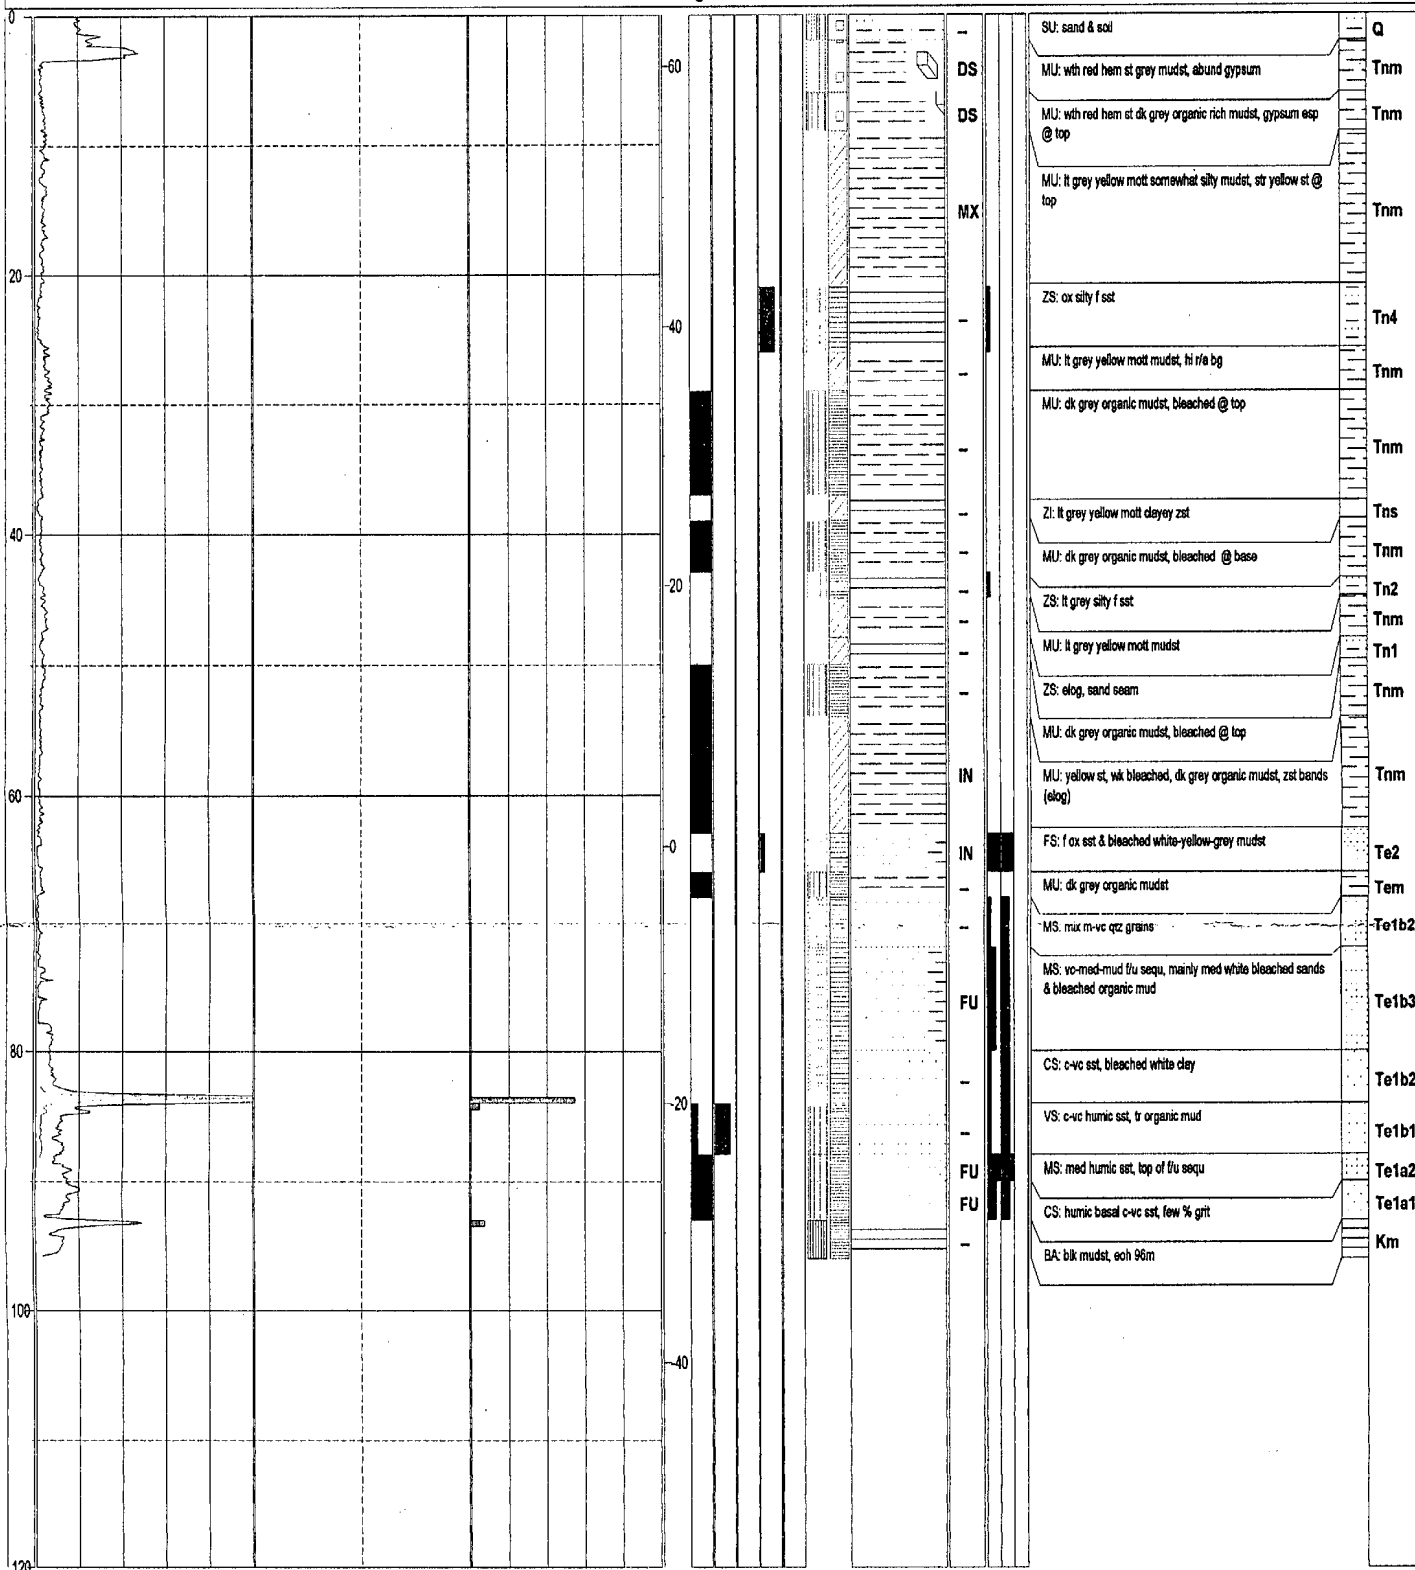 0
20
40
60
80
100
120
60
40
20
0
-20
-40
-
DS
DS
MX
-
-
-
-
-
-
-
-
-
IN
IN
-
-
FU
-
-
FU
FU
-
SU: sand & soil
MU: wth red hem st grey mudst, abund gypsum
MU: wth red hem st dk grey organic rich mudst, gypsum esp
@ top
MU: lt grey yellow mott somewhat silty mudst, str yellow st @
top
ZS: ox silty f sst
MU: lt grey yellow mott mudst, hi r/a bg
MU: dk grey organic mudst, bleached @ top
ZI: lt grey yellow mott clayey zst
MU: dk grey organic mudst, bleached @ base
ZS: lt grey silty f sst
MU: lt grey yellow mott mudst
ZS: elog, sand seam
MU: dk grey organic mudst, bleached @ top
MU: yellow st, wk bleached, dk grey organic mudst, zst bands
(elog)
FS: f ox sst & bleached white-yellow-grey mudst
MU: dk grey organic mudst
MS: mix m-vc qtz grains
MS: vc-med-mud f/u sequ, mainly med white bleached sands
& bleached organic mud
CS: c-vc sst, bleached white clay
VS: c-vc humic sst, tr organic mud
MS: med humic sst, top of f/u sequ
CS: humic basal c-vc sst, few % grit
BA: blk mudst, eoh 96m
Q
Tnm
Tnm
Tnm
Tn4
Tnm
Tnm
Tns
Tnm
Tn2
Tnm
Tn1
Tnm
Tnm
Te2
Tem
Te1b2
Te1b3
Te1b2
Te1b1
Te1a2
Te1a1
Km